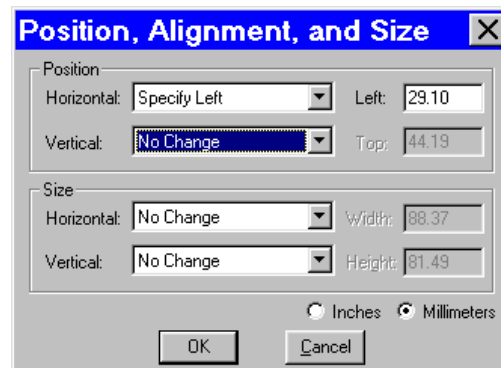 Position, Alignment, and Size
Position
Horizontal: Specify Left Left: 29.10
Vertical: No Change Top: 44.19
Size
Horizontal: No Change Width: 88.37
Vertical: No Change Height: 81.49
Inches Millimeters
OK Cancel